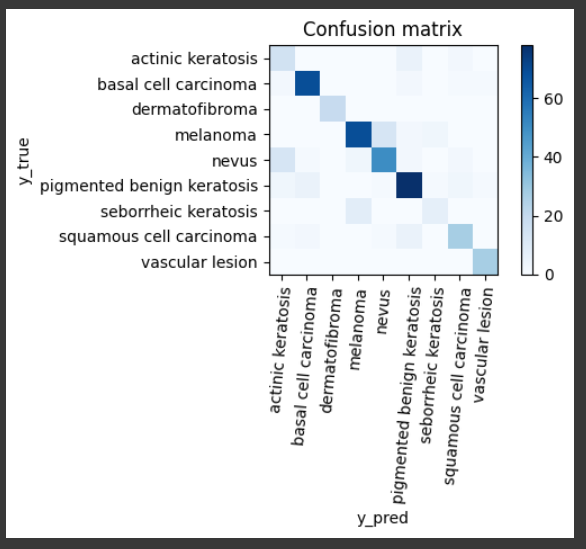 Confusion matrix
actinic keratosis
basal cell carcinoma
dermatofibroma
melanoma
nevus
pigmented benign keratosis
seborrheic keratosis
squamous cell carcinoma
vascular lesion
y_true
60
40
20
0
actinic keratosis
basal cell carcinoma
dermatofibroma
melanoma
nevus
pigmented benign keratosis
seborrheic keratosis
squamous cell carcinoma
vascular lesion
y_pred